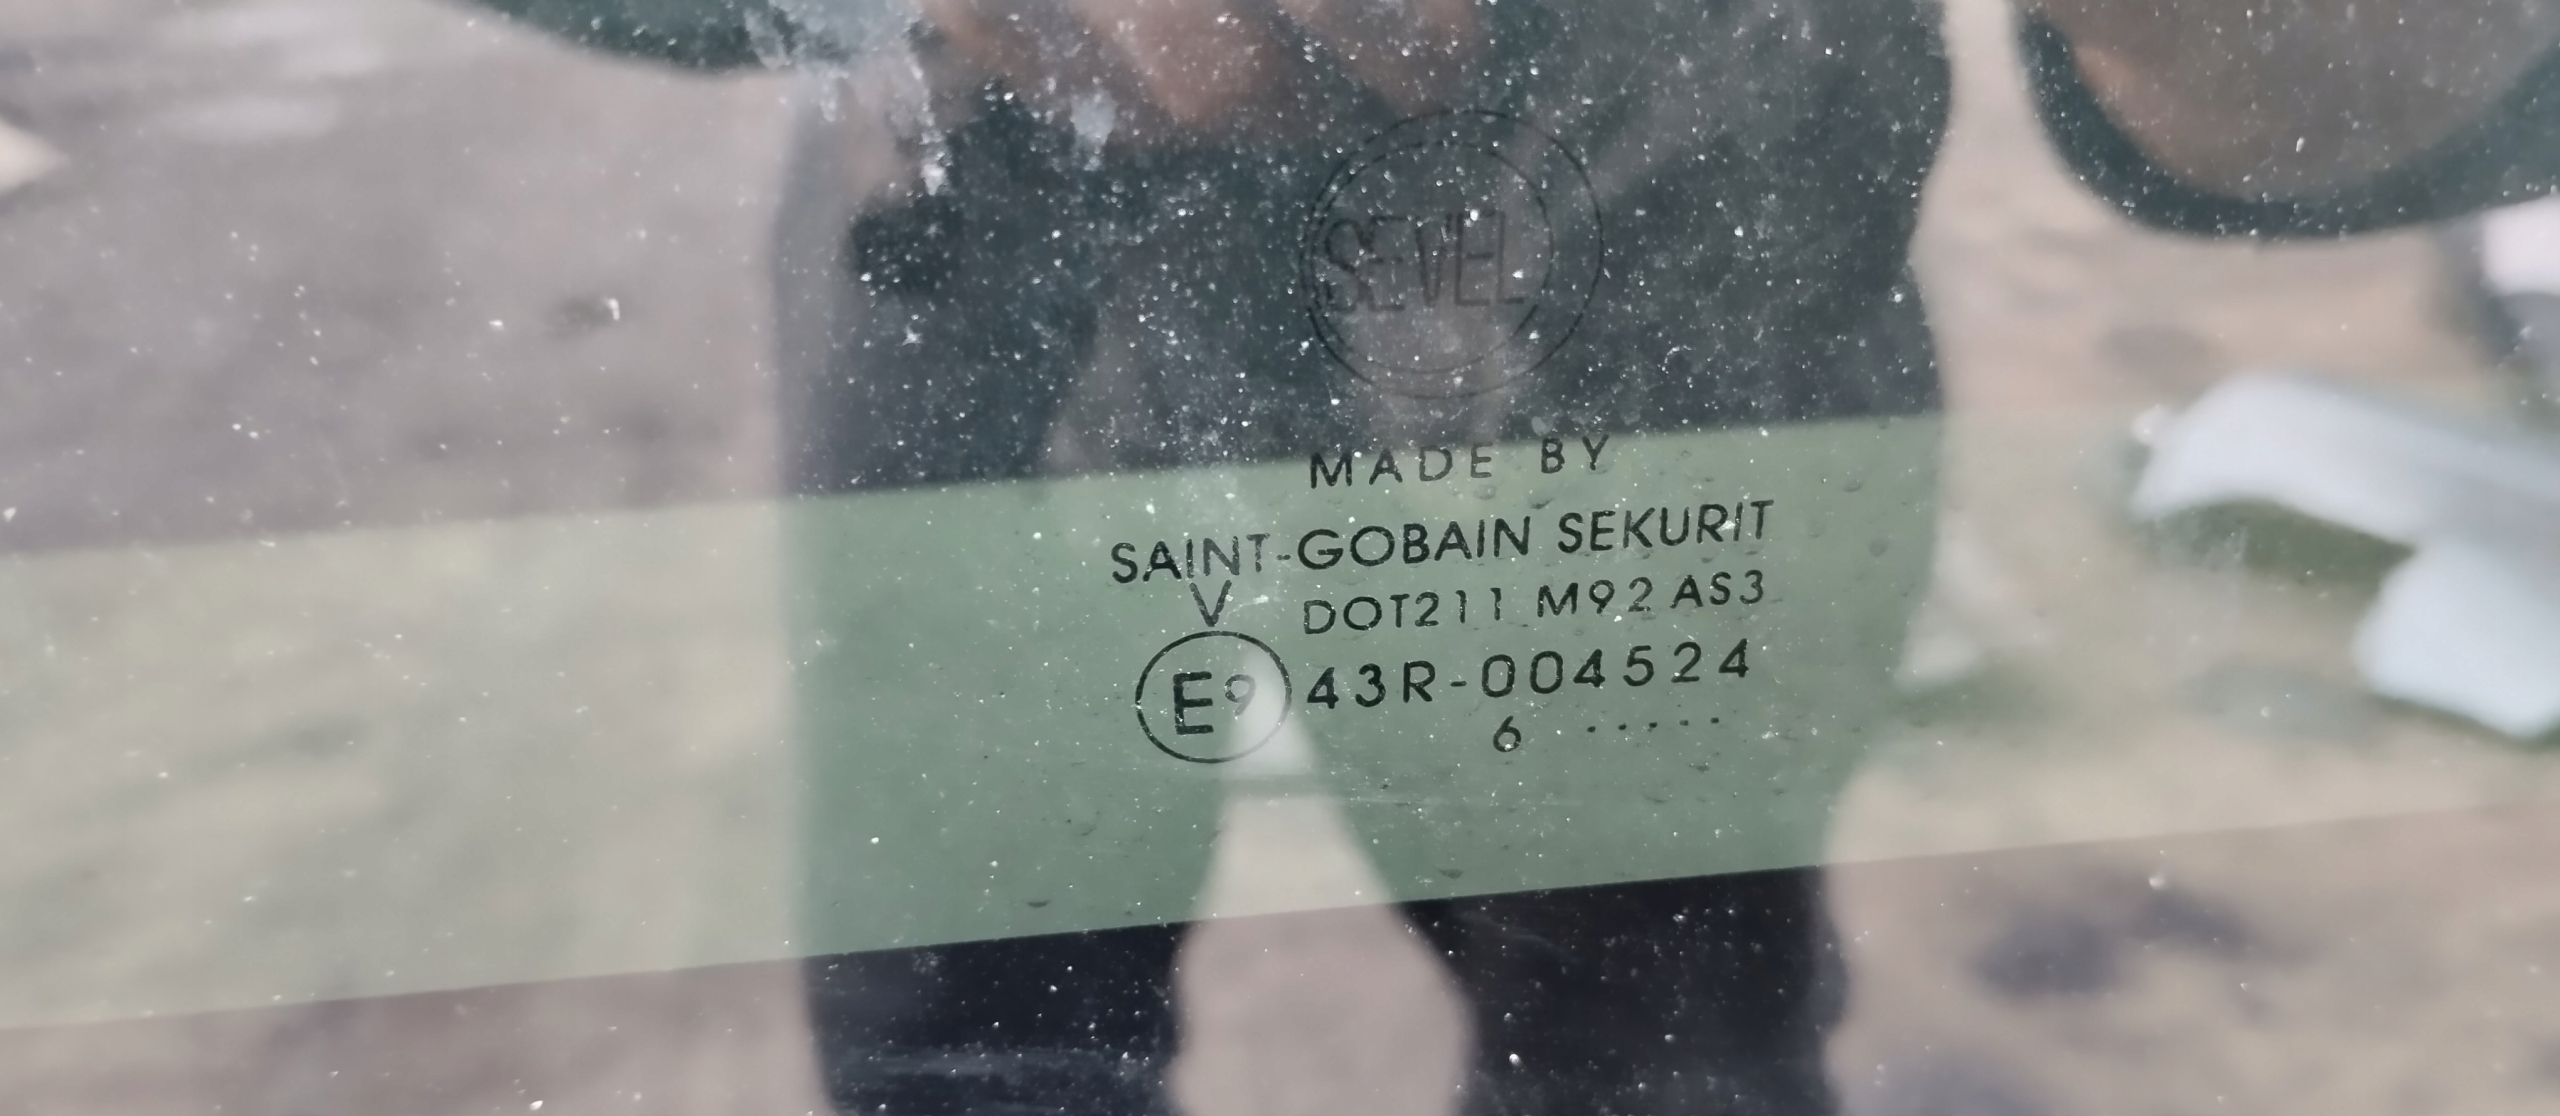 SEVEL
MADE BY
SAINT-GOBAIN SEKURIT
V DOT211 M92 AS3
E9 43R-004524
6 .....